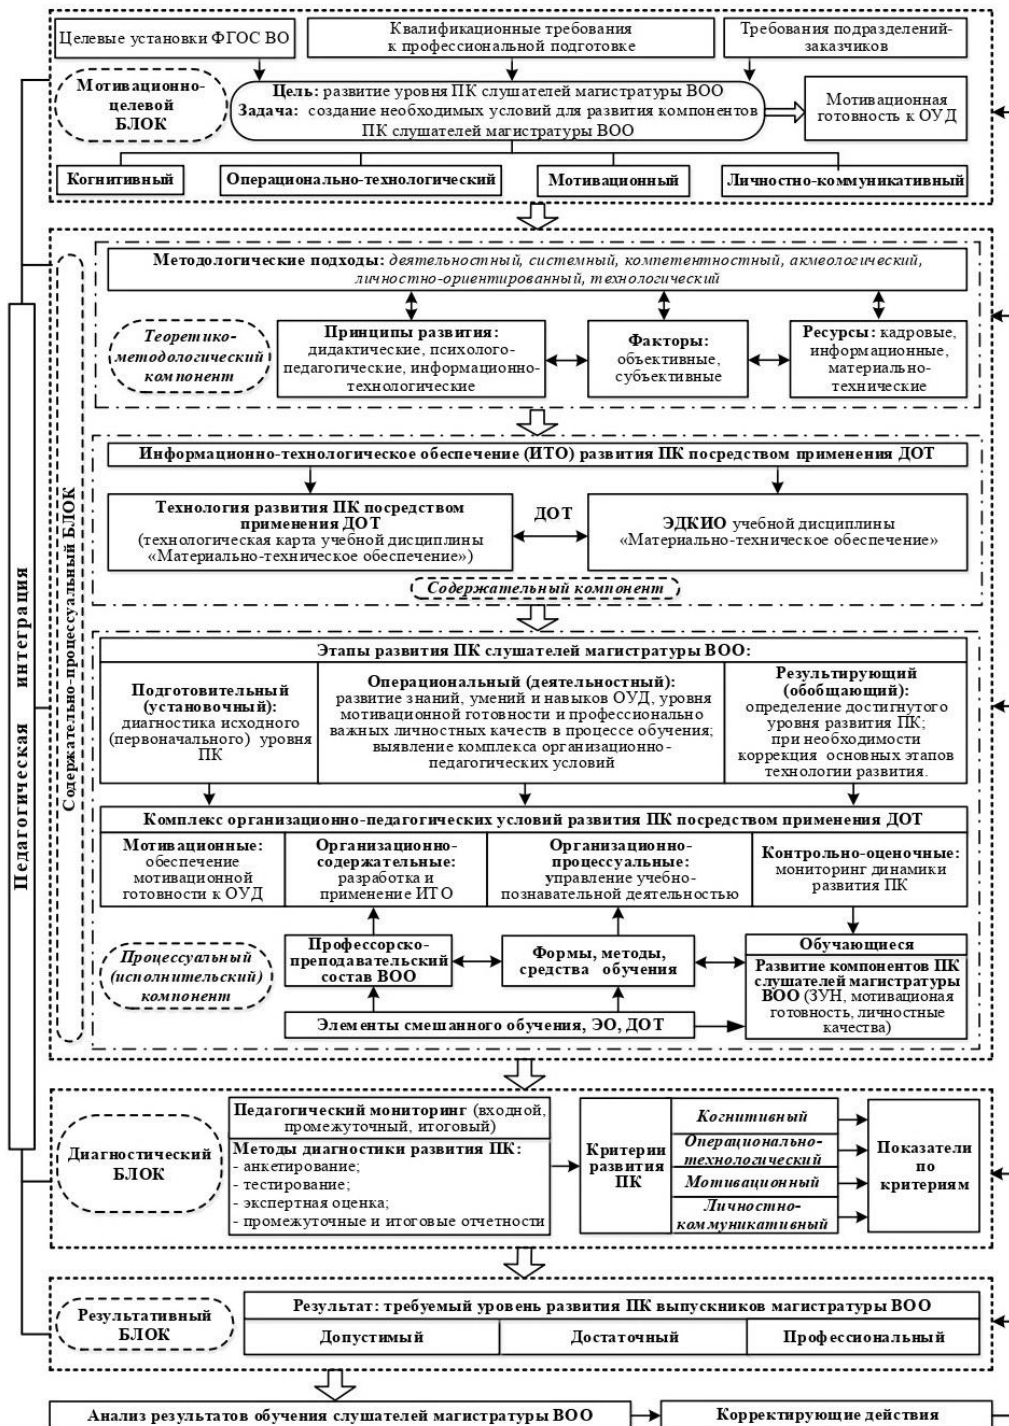 Целевые установки ФГОС ВО
Квалификационные требования
к профессиональной подготовке
Требования подразделений-
заказчиков
Мотивационно-
целевой
БЛОК
Цель: развитие уровня ПК слушателей магистратуры ВОО
Задача: создание необходимых условий для развития компонентов
ПК слушателей магистратуры ВОО
Мотивационная
готовность к ОУД
Когнитивный
Операционально-технологический
Мотивационный
Личностно-коммуникативный
Педагогическая интеграция
Содержательно-процессуальный БЛОК
Методологические подходы: деятельностный, системный, компетентностный, акмеологический,
личностно-ориентированный, технологический
Теоретико-
методологический
компонент
Принципы развития:
дидактические, психолого-
педагогические, информационно-
технологические
Факторы:
объективные,
субъективные
Ресурсы: кадровые,
информационные,
материально-
технические
Информационно-технологическое обеспечение (ИТО) развития ПК посредством применения ДОТ
Технология развития ПК посредством
применения ДОТ
(технологическая карта учебной дисциплины
«Материально-техническое обеспечение»)
ДОТ
ЭДКИО учебной дисциплины
«Материально-техническое обеспечение»
Содержательный компонент
Этапы развития ПК слушателей магистратуры ВОО:
Подготовительный
(установочный):
диагностика исходного
(первоначального) уровня
ПК
Операциональный (деятельностный):
развитие знаний, умений и навыков ОУД, уровня
мотивационной готовности и профессионально
важных личностных качеств в процессе обучения;
выявление комплекса организационно-
педагогических условий
Результирующий
(обобщающий):
определение достигнутого
уровня развития ПК;
при необходимости
коррекция основных этапов
технологии развития.
Комплекс организационно-педагогических условий развития ПК посредством применения ДОТ
Мотивационные:
обеспечение
мотивационной
готовности к ОУД
Организационно-
содержательные:
разработка и
применение ИТО
Организационно-
процессуальные:
управление учебно-
познавательной деятельностью
Контрольно-оценочные:
мониторинг динамики
развития ПК
Процессуальный
(исполнительский)
компонент
Профессорско-
преподавательский
состав ВОО
Формы, методы,
средства обучения
Обучающиеся
Развитие компонентов ПК
слушателей магистратуры
ВОО (ЗУН, мотивационая
готовность, личностные
качества)
Элементы смешанного обучения, ЭО, ДОТ
Диагностический
БЛОК
Педагогический мониторинг (входной,
промежуточный, итоговый)
Методы диагностики развития ПК:
- анкетирование;
- тестирование;
- экспертная оценка;
- промежуточные и итоговые отчетности
Критерии
развития
ПК
Когнитивный
Операционально-
технологический
Мотивационный
Личностно-
коммуникативный
Показатели
по
критериям
Результативный
БЛОК
Результат: требуемый уровень развития ПК выпускников магистратуры ВОО
Допустимый
Достаточный
Профессиональный
Анализ результатов обучения слушателей магистратуры ВОО
Корректирующие действия